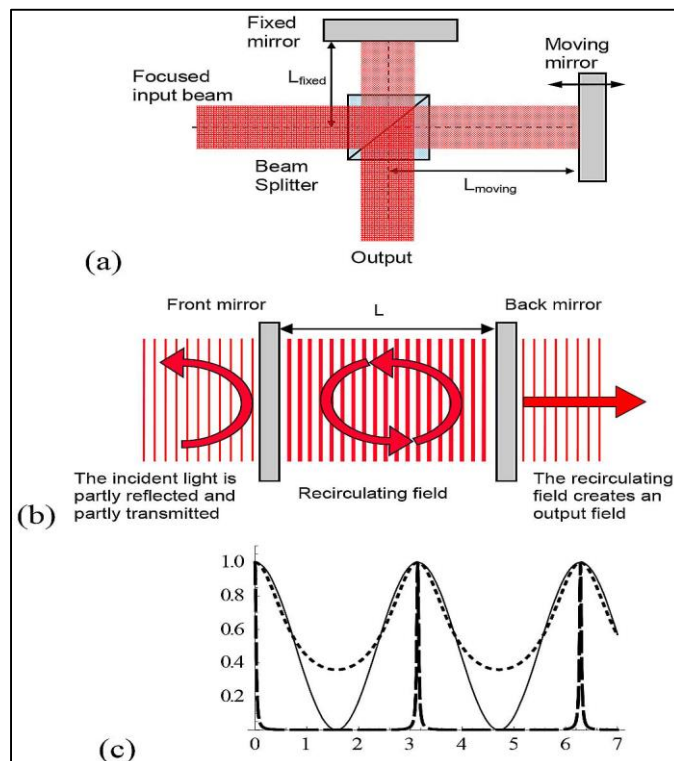 Fixed
mirror
Moving
mirror
Focused
input beam
Lfixed
Beam
Splitter
Lmoving
Output
(a)
Front mirror
L
Back mirror
The incident light is
partly reflected and
partly transmitted
Recirculating field
The recirculating
field creates an
output field
(b)
1.0
0.8
0.6
0.4
0.2
0 1 2 3 4 5 6 7
(c)